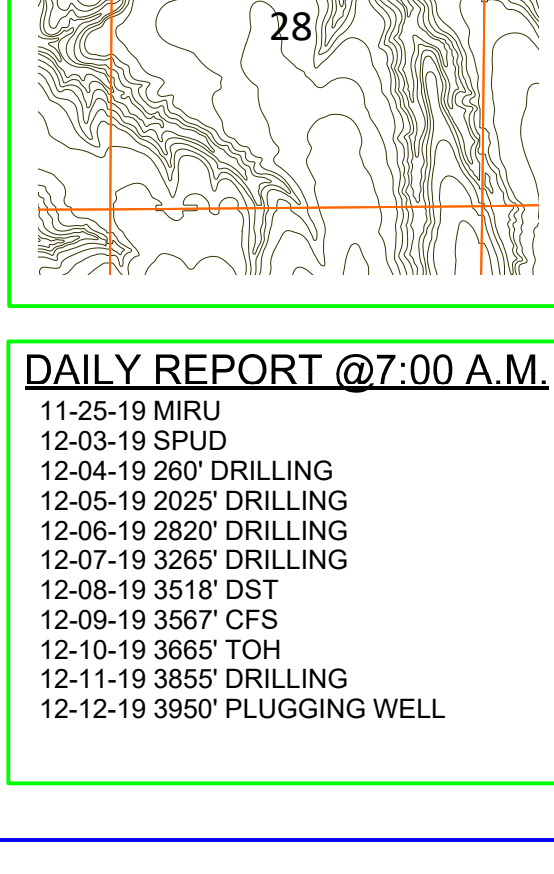 28
DAILY REPORT @7:00 A.M.
11-25-19 MIRU
12-03-19 SPUD
12-04-19 260' DRILLING
12-05-19 2025' DRILLING
12-06-19 2820' DRILLING
12-07-19 3265' DRILLING
12-08-19 3518' DST
12-09-19 3567' CFS
12-10-19 3665' TOH
12-11-19 3855' DRILLING
12-12-19 3950' PLUGGING WELL